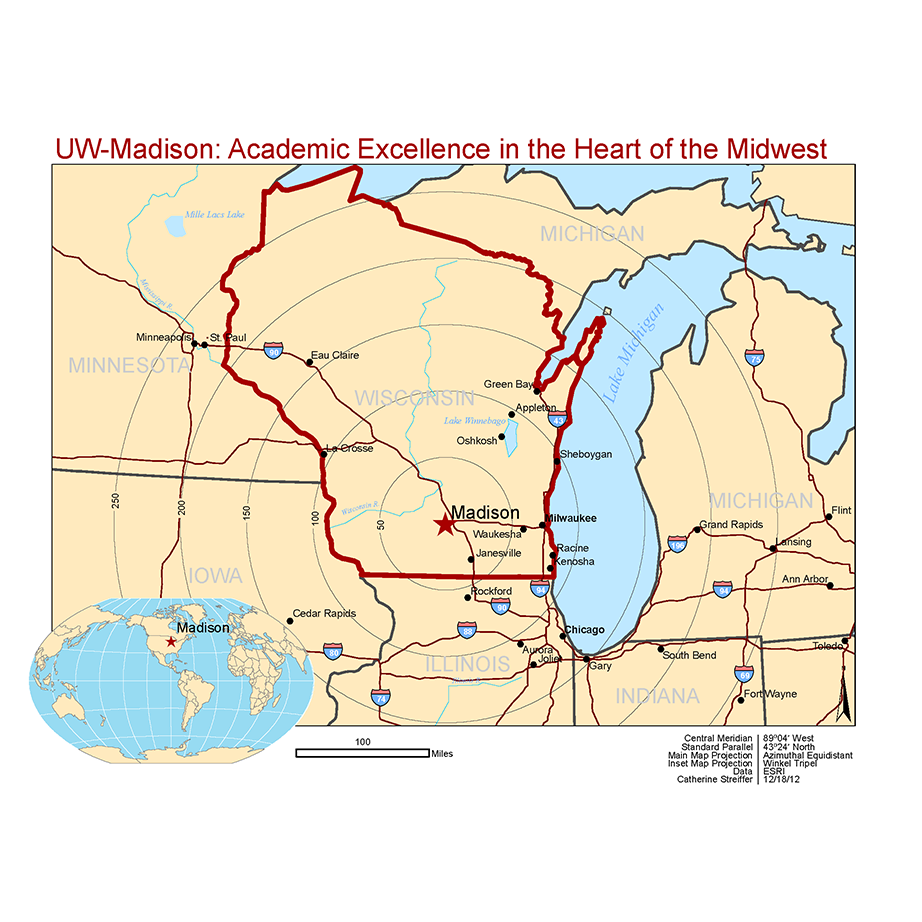 UW-Madison: Academic Excellence in the Heart of the Midwest
Mille Lacs Lake
MICHIGAN
Mississippi R.
Lake Michigan
Minneapolis
St. Paul
90
Eau Claire
75
MINNESOTA
Green Bay
WISCONSIN
Appleton
43
Lake Winnebago
Oshkosh
La Crosse
Sheboygan
250
200
150
100
50
Wisconsin R.
Madison
MICHIGAN
Milwaukee
Flint
Waukesha
Grand Rapids
Lansing
Janesville
Racine
Kenosha
IOWA
Ann Arbor
94
94
Rockford
90
Cedar Rapids
Madison
88
Chicago
Toledo
80
Aurora
Joliet
South Bend
ILLINOIS
Gary
69
INDIANA
Fort Wayne
74
100
Miles
Central Meridian | 89°04' West
Standard Parallel | 43°24' North
Main Map Projection | Azimuthal Equidistant
Inset Map Projection | Winkel Tripel
Data | ESRI
Catherine Streiffer | 12/18/12